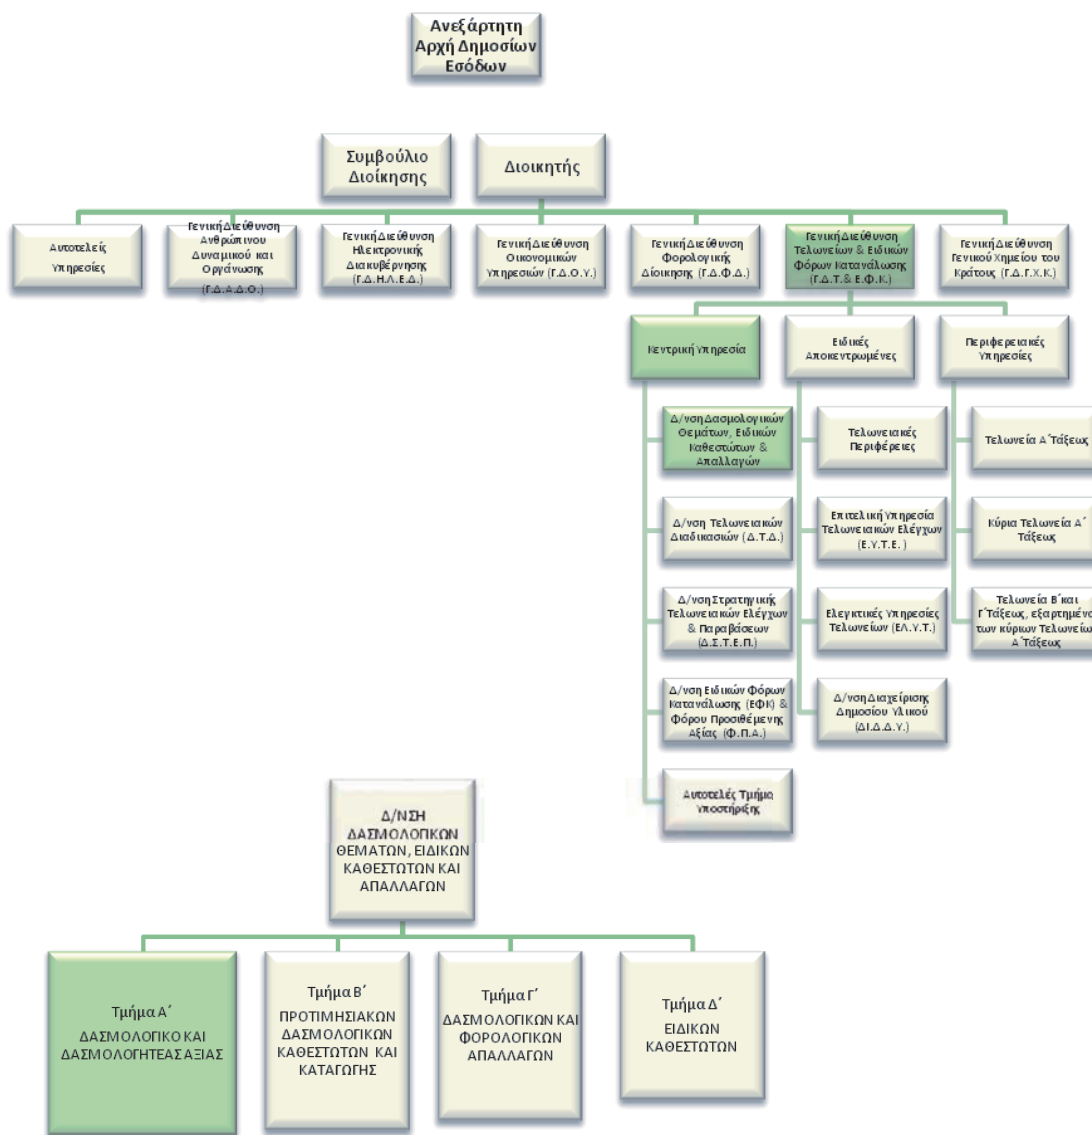 Ανεξάρτητη
Αρχή Δημοσίων
Εσόδων
Συμβούλιο
Διοίκησης
Διοικητής
Αυτοτελείς
Υπηρεσίες
Γενική Διεύθυνση
Ανθρώπινου
Δυναμικού και
Οργάνωσης
(Γ.Δ.Α.Δ.Ο.)
Γενική Διεύθυνση
Ηλεκτρονικής
Διακυβέρνησης
(Γ.Δ.Η.Λ.Ε.Δ.)
Γενική Διεύθυνση
Οικονομικών
Υπηρεσιών (Γ.Δ.Ο.Υ.)
Γενική Διεύθυνση
Φορολογικής
Δίοικησης (Γ.Δ.Φ.Δ.)
Γενική Διεύθυνση
Τελωνείων & Ειδικών
Φόρων Κατανάλωσης
(Γ.Δ.Τ.& Ε.Φ.Κ.)
Γενική Διεύθυνση
Γενικού Χημείου του
Κράτους (Γ.Δ.Γ.Χ.Κ.)
Κεντρική Υπηρεσία
Ειδικές
Αποκεντρωμένες
Περιφερειακές
Υπηρεσίες
Δ/νση Δασμολογικών
Θεμάτων, Ειδικών
Καθεστώτων &
Απαλλαγών
Τελωνειακές
Περιφέρειες
Τελωνεία Α΄Τάξεως
Δ/νση Τελωνειακών
Διαδικασιών (Δ.Τ.Δ.)
Επιτελική Υπηρεσία
Τελωνειακών Ελέγχων
(Ε.Υ.Τ.Ε.)
Κύρια Τελωνεία Α΄
Τάξεως
Δ/νση Στρατηγικής
Τελωνειακών Ελέγχων
& Παραβάσεων
(Δ.Σ.Τ.Ε.Π.)
Ελεγκτικές Υπηρεσίες
Τελωνείων (ΕΛ.Υ.Τ.)
Τελωνεία Β΄και
Γ΄Τάξεως, εξαρτημένα
των κύριων Τελωνείων
Α΄Τάξεως
Δ/νση Ειδικών Φόρων
Κατανάλωσης (ΕΦΚ) &
Φόρου Προσιθέμενης
Αξίας (Φ.Π.Α.)
Δ/νση Διαχείρισης
Δημοσίου Υλικού
(ΔΙ.Δ.Δ.Υ.)
Αυτοτελές Τμήμα
Υποστήριξης
Δ/ΝΣΗ
ΔΑΣΜΟΛΟΓΙΚΩΝ
ΘΕΜΑΤΩΝ, ΕΙΔΙΚΩΝ
ΚΑΘΕΣΤΩΤΩΝ ΚΑΙ
ΑΠΑΛΛΑΓΩΝ
Τμήμα Α΄
ΔΑΣΜΟΛΟΓΙΚΟ ΚΑΙ
ΔΑΣΜΟΛΟΓΗΤΕΑΣ ΑΞΙΑΣ
Τμήμα Β΄
ΠΡΟΤΙΜΗΣΙΑΚΩΝ
ΔΑΣΜΟΛΟΓΙΚΩΝ
ΚΑΘΕΣΤΩΤΩΝ ΚΑΙ
ΚΑΤΑΓΩΓΗΣ
Τμήμα Γ΄
ΔΑΣΜΟΛΟΓΙΚΩΝ ΚΑΙ
ΦΟΡΟΛΟΓΙΚΩΝ
ΑΠΑΛΛΑΓΩΝ
Τμήμα Δ΄
ΕΙΔΙΚΩΝ
ΚΑΘΕΣΤΩΤΩΝ